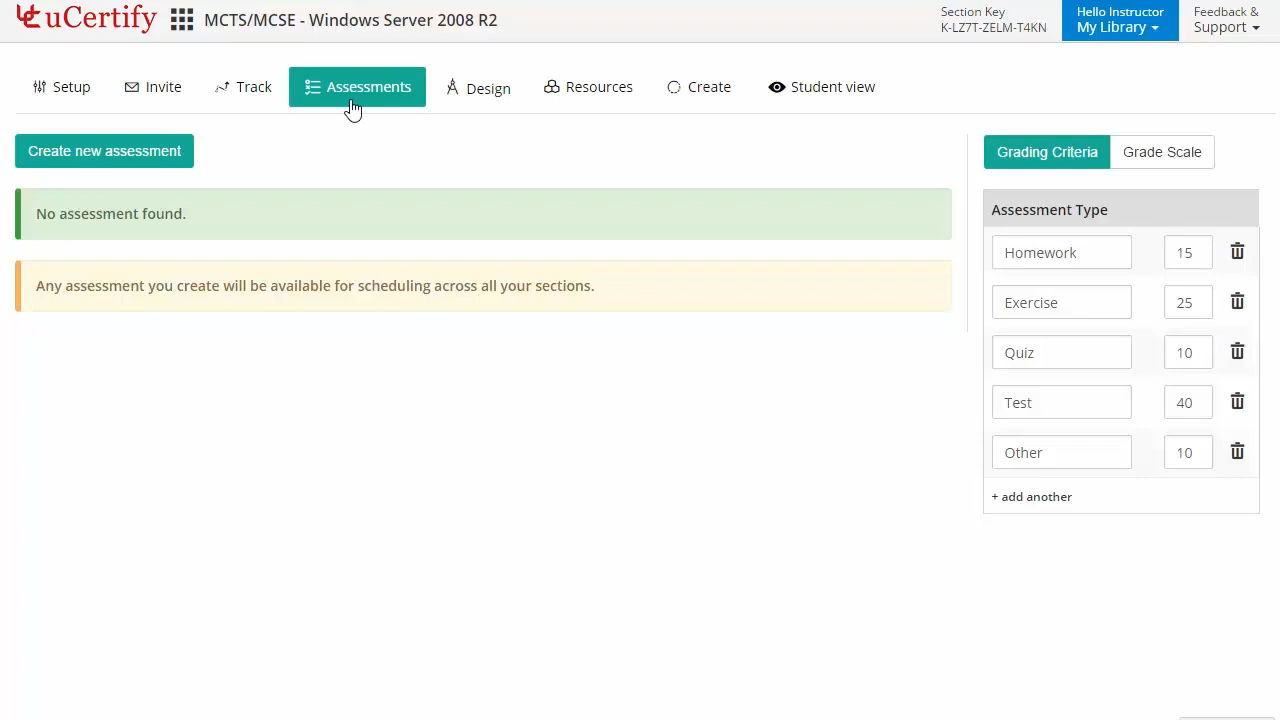 uCertify
MCTS/MCSE - Windows Server 2008 R2
Section Key
K-LZ7T-ZELM-T4KN
Hello Instructor
My Library
Feedback &
Support
Setup
Invite
Track
Assessments
Design
Resources
Create
Student view
Create new assessment
No assessment found.
Any assessment you create will be available for scheduling across all your sections.
Grading Criteria
Grade Scale
Assessment Type
Homework 15
Exercise 25
Quiz 10
Test 40
Other 10
+ add another